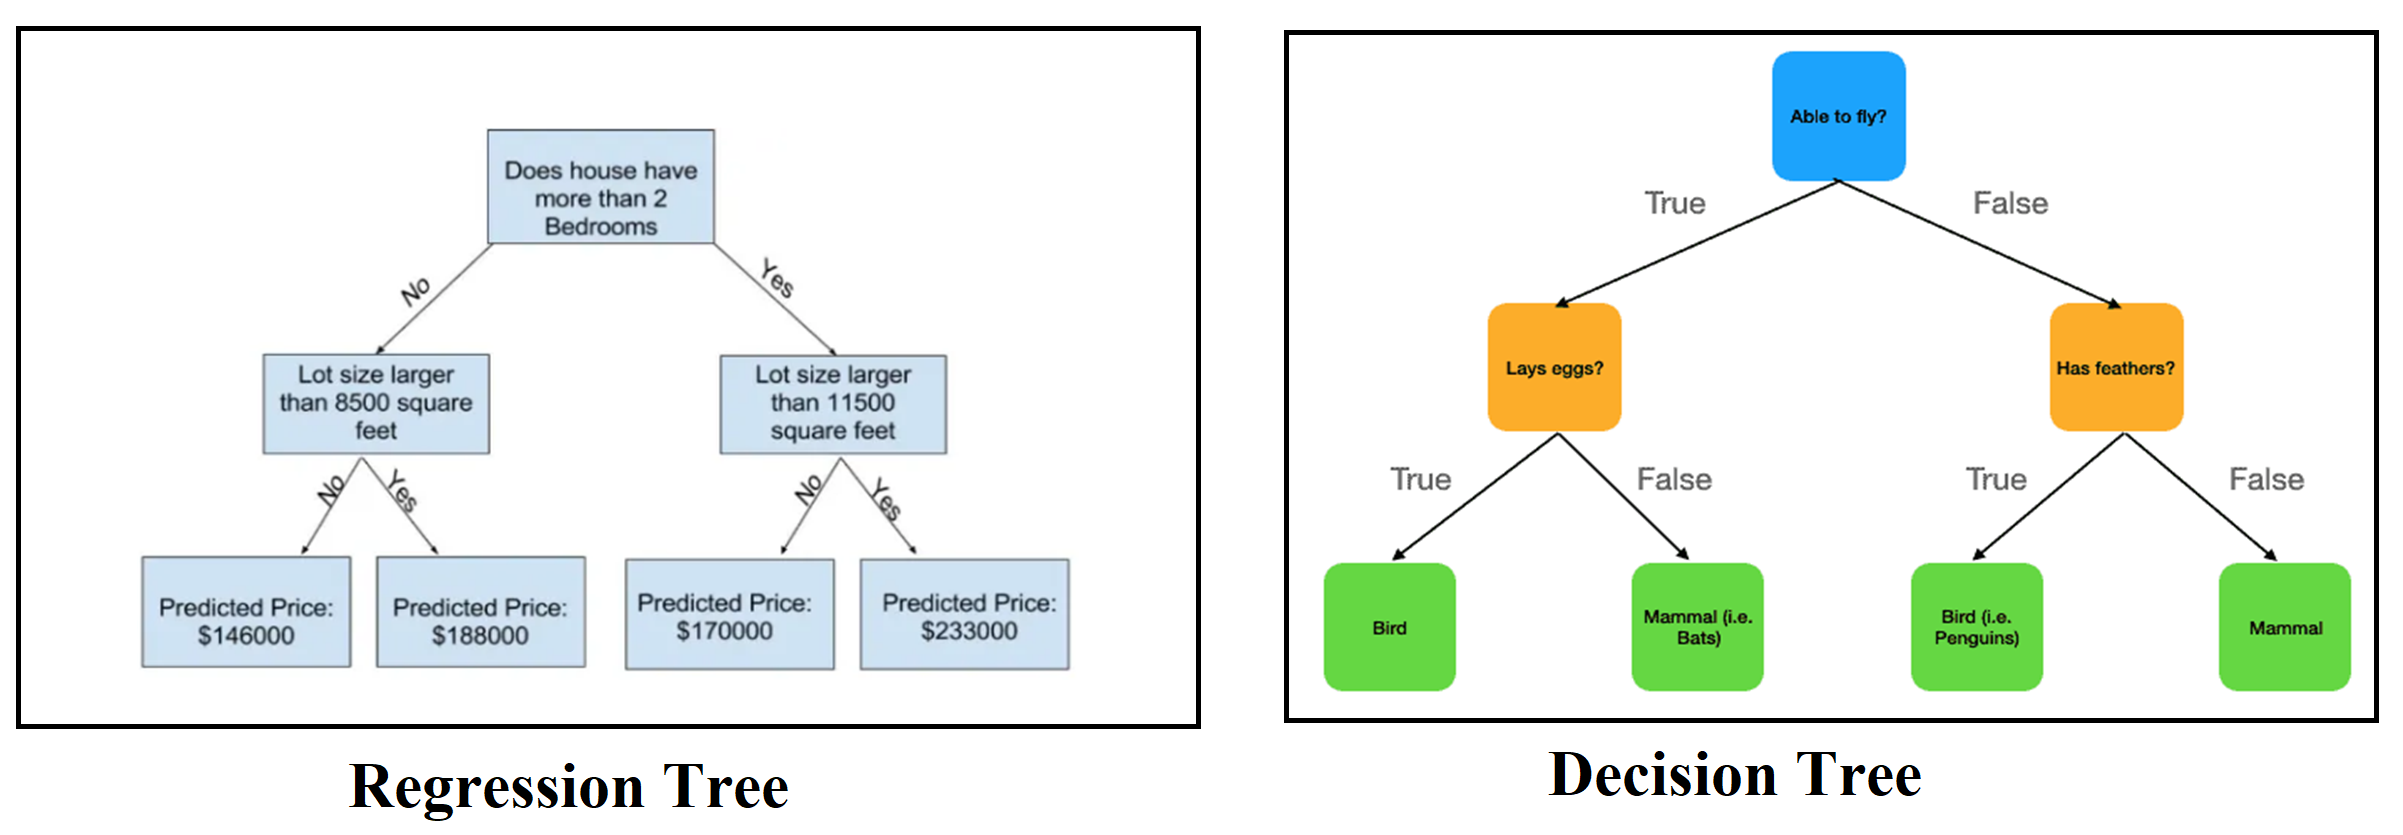 Does house have
more than 2
Bedrooms
No
Yes
Lot size larger
than 8500 square
feet
Lot size larger
than 11500
square feet
No
Yes
No
Yes
Predicted Price:
$146000
Predicted Price:
$188000
Predicted Price:
$170000
Predicted Price:
$233000
Regression Tree
Able to fly?
True
False
Lays eggs?
Has feathers?
True
False
True
False
Bird
Mammal (i.e.
Bats)
Bird (i.e.
Penguins)
Mammal
Decision Tree